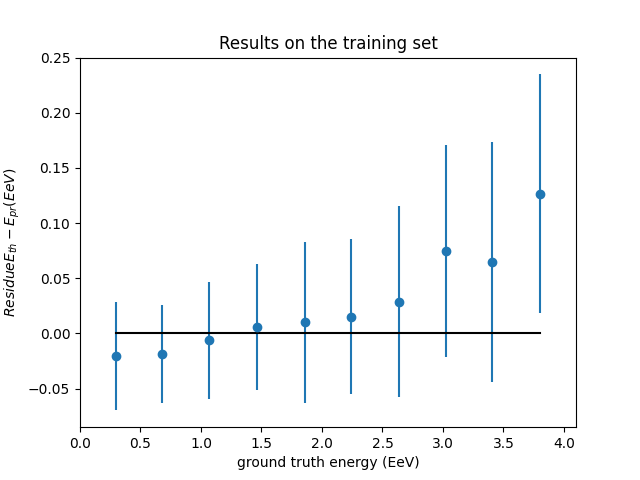 Results on the training set
ResidueE_{th} − E_{pr}(EeV)
0.25
0.20
0.15
0.10
0.05
0.00
−0.05
0.0 0.5 1.0 1.5 2.0 2.5 3.0 3.5 4.0
ground truth energy (EeV)